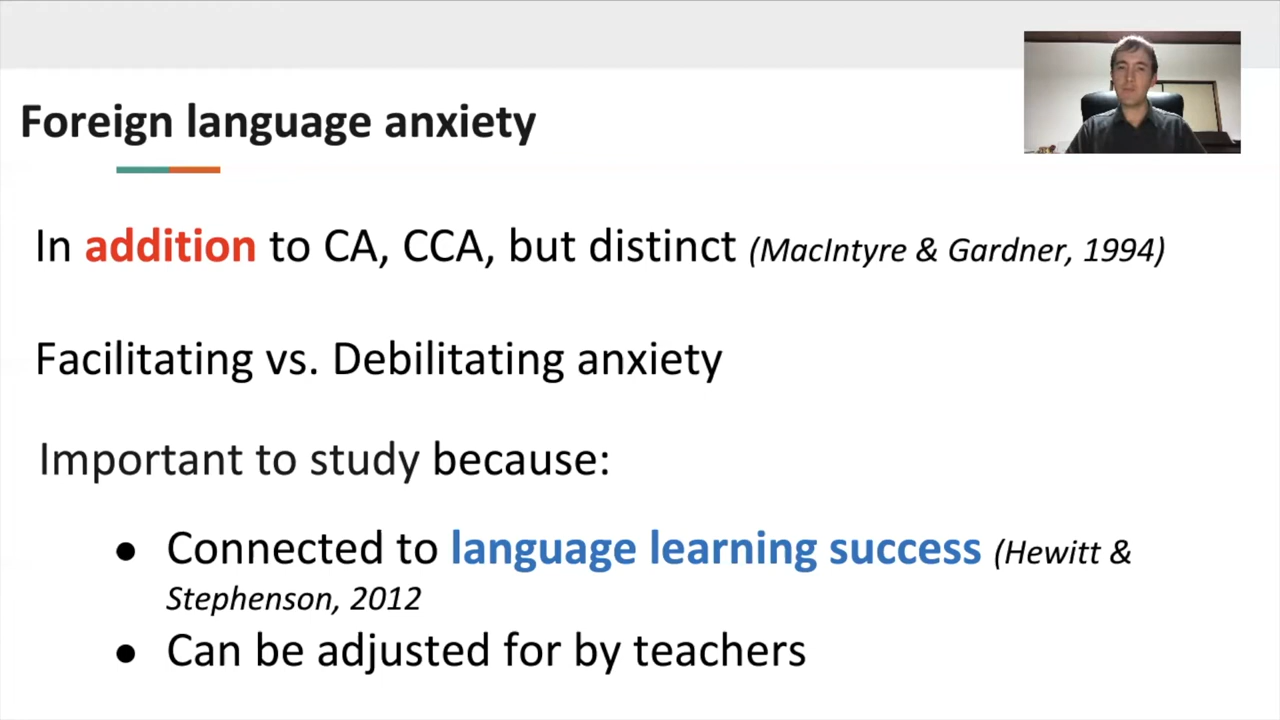 Foreign language anxiety
In addition to CA, CCA, but distinct (MacIntyre & Gardner, 1994)
Facilitating vs. Debilitating anxiety
Important to study because:
● Connected to language learning success (Hewitt &
Stephenson, 2012
● Can be adjusted for by teachers